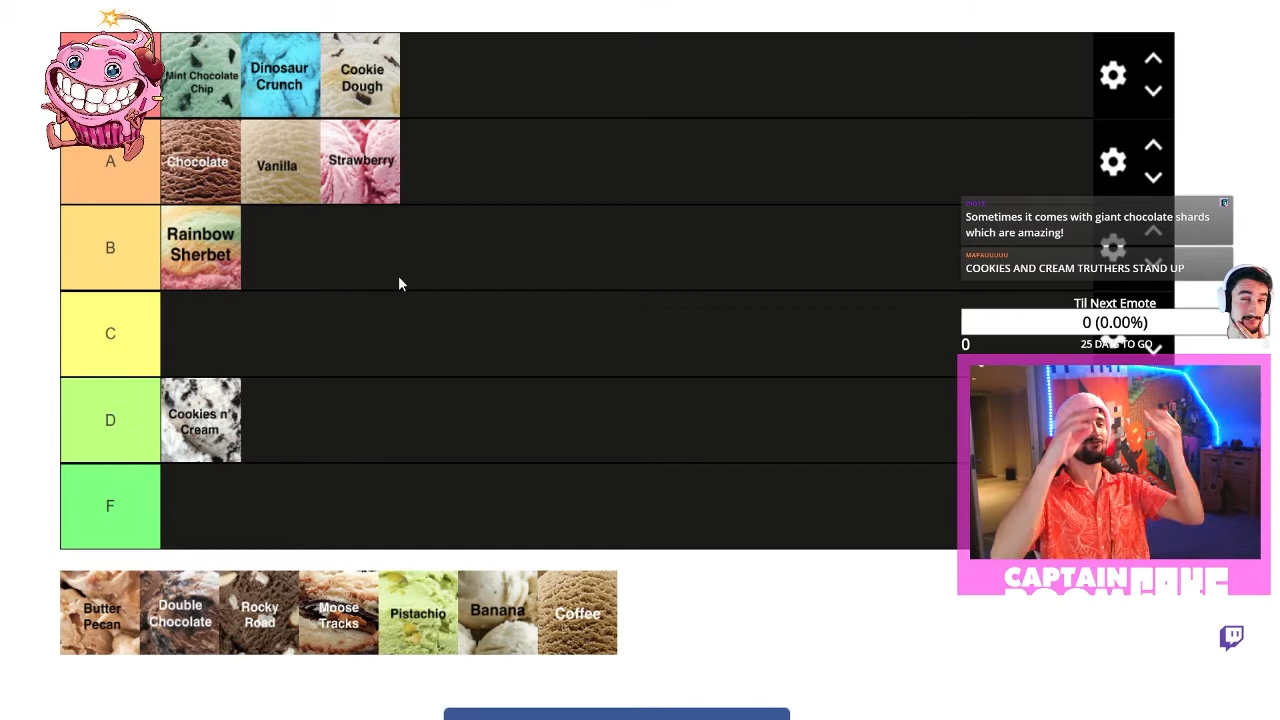 Mint Chocolate
Chip
Dinosaur
Crunch
Cookie
Dough
A
Chocolate
Vanilla
Strawberry
B
Rainbow
Sherbet
C
D
Cookies n'
Cream
F
Butter
Pecan
Double
Chocolate
Rocky
Road
Moose
Tracks
Pistachio
Banana
Coffee
Sometimes it comes with giant chocolate shards
which are amazing!
MAPAUUUUU
COOKIES AND CREAM TRUTHERS STAND UP
Til Next Emote
0 (0.00%)
0
25 DAYS TO GO
CAPTAIN